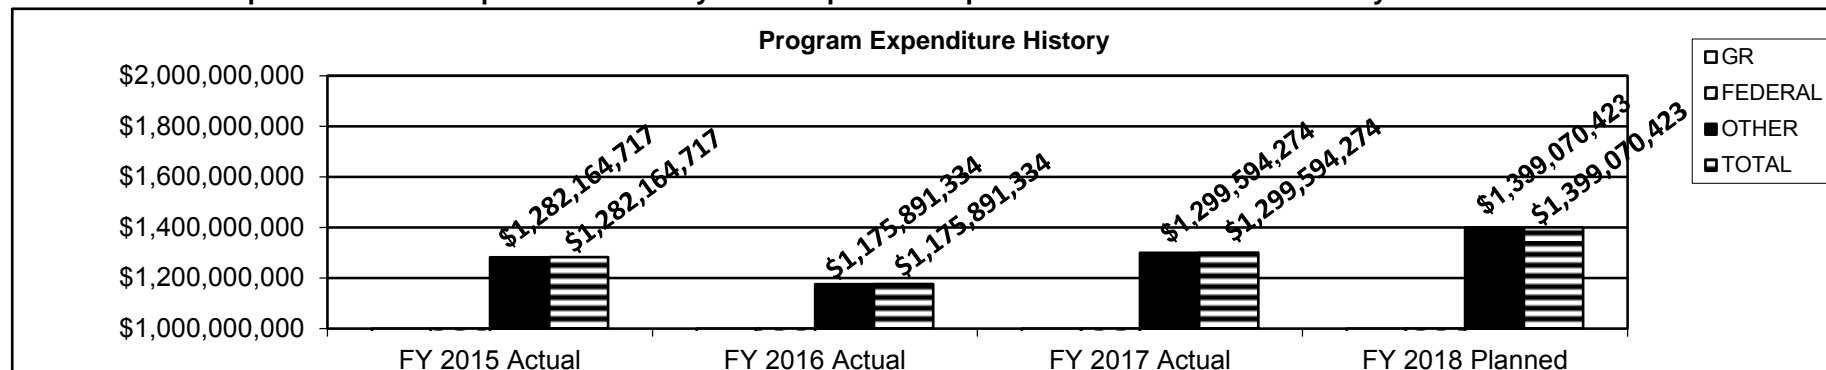 Program Expenditure History
GR
FEDERAL
OTHER
TOTAL
$2,000,000,000
$1,800,000,000
$1,600,000,000
$1,400,000,000
$1,200,000,000
$1,000,000,000
$1,282,164,717
$1,282,164,717
$1,175,891,334
$1,175,891,334
$1,299,594,274
$1,299,594,274
$1,399,070,423
$1,399,070,423
FY 2015 Actual
FY 2016 Actual
FY 2017 Actual
FY 2018 Planned